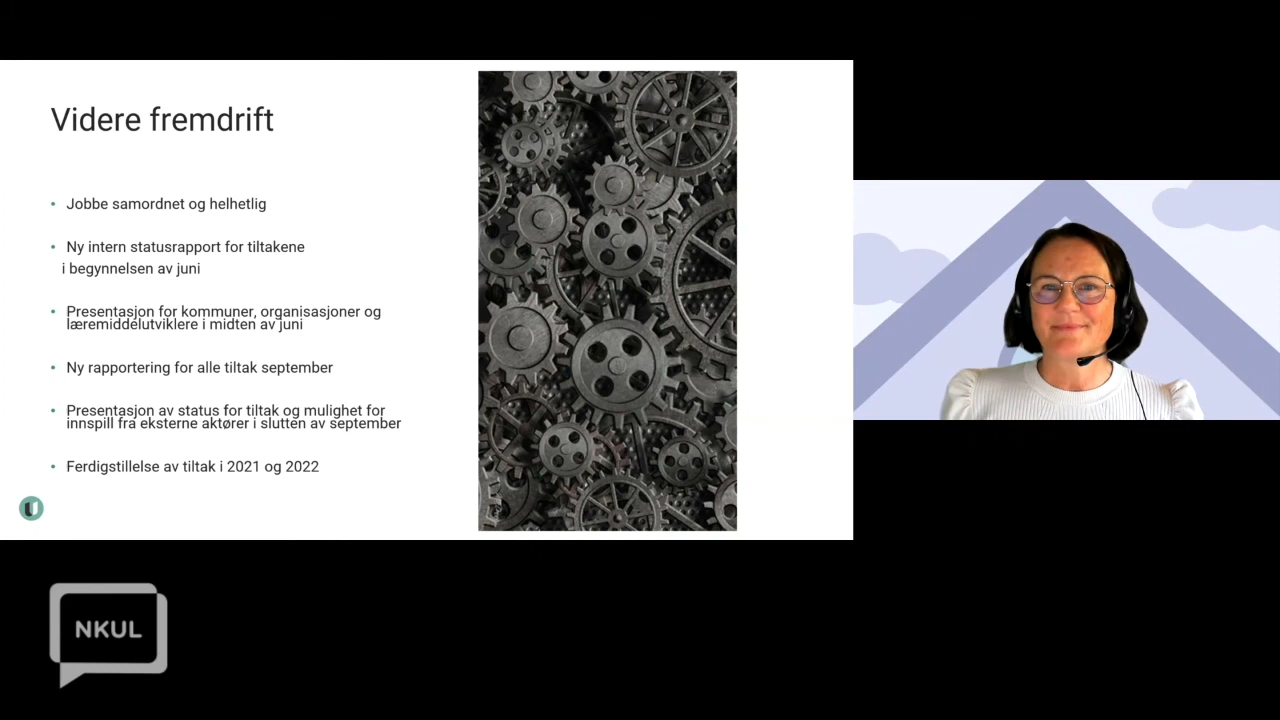 Videre fremdrift
• Jobbe samordnet og helhetlig
• Ny intern statusrapport for tiltakene
i begynnelsen av juni
• Presentasjon for kommuner, organisasjoner og
læremiddelutviklere i midten av juni
• Ny rapportering for alle tiltak september
• Presentasjon av status for tiltak og mulighet for
innspill fra eksterne aktører i slutten av september
• Ferdigstillelse av tiltak i 2021 og 2022
NKUL